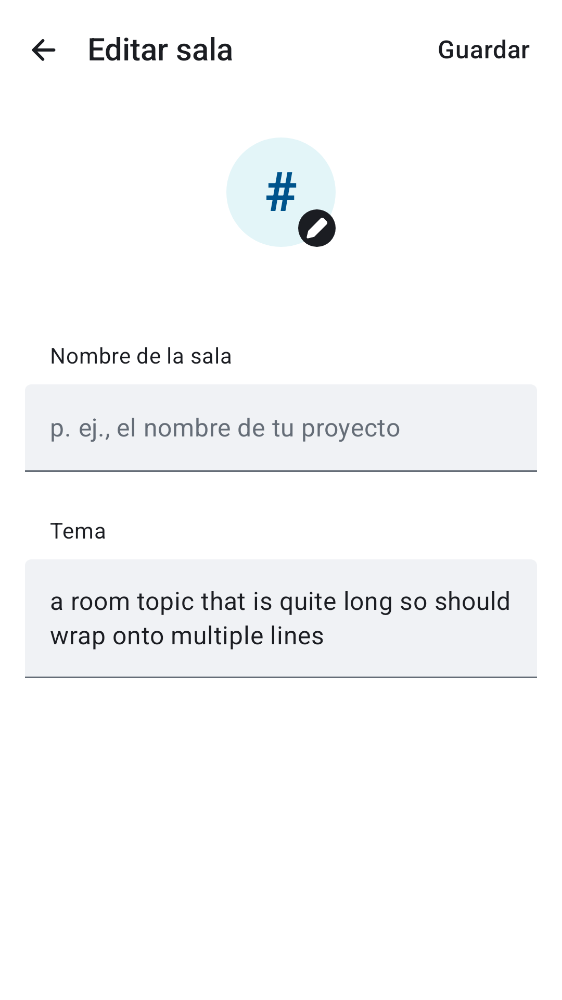 Editar sala
Guardar
#
Nombre de la sala
p. ej., el nombre de tu proyecto
Tema
a room topic that is quite long so should
wrap onto multiple lines